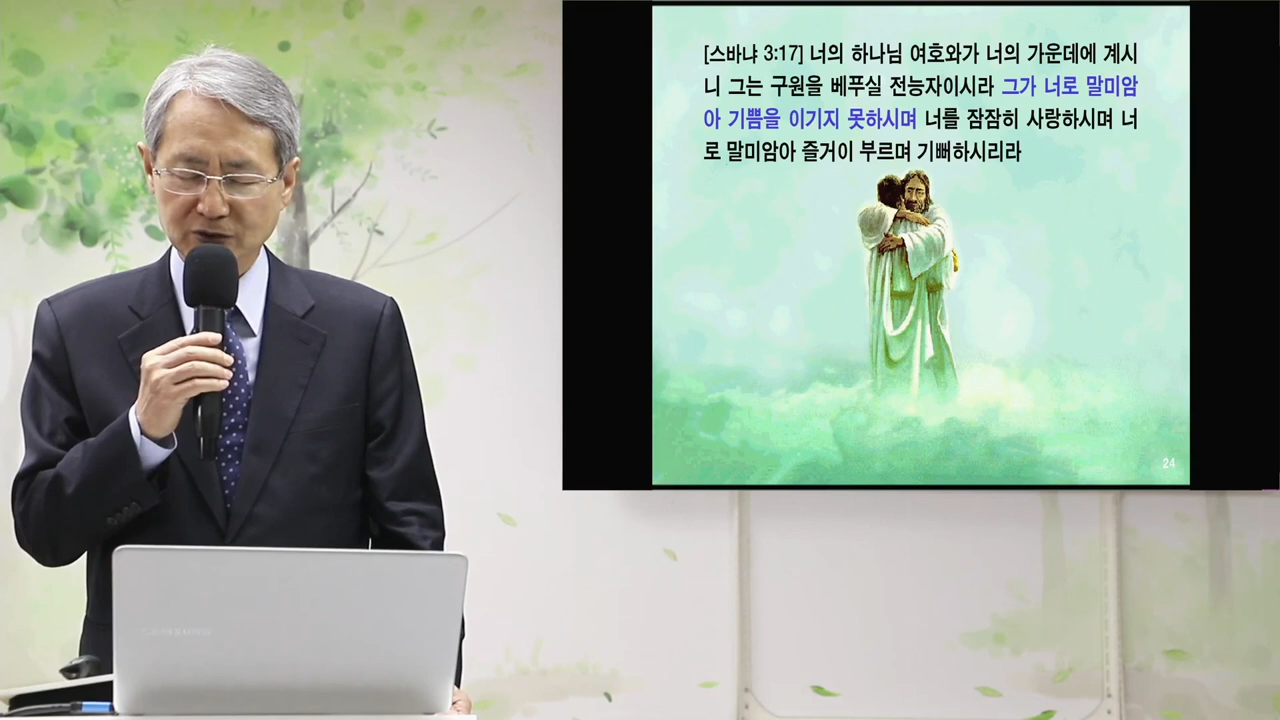 [스바냐 3:17] 너의 하나님 여호와가 너의 가운데에 계시
니 그는 구원을 베푸실 전능자이시라 그가 너로 말미암
아 기쁨을 이기지 못하시며 너를 잠잠히 사랑하시며 너
로 말미암아 즐거이 부르며 기뻐하시리라
24
SAMSUNG